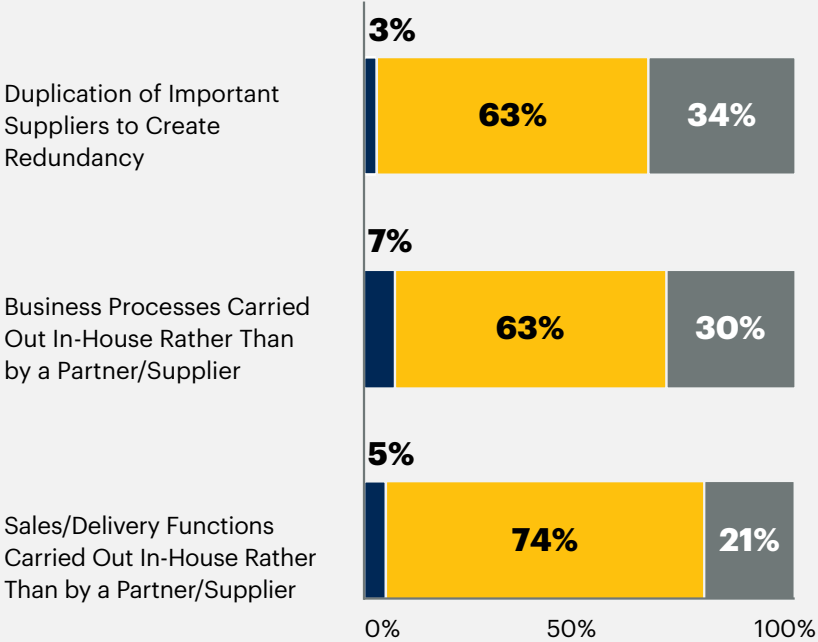 3%
Duplication of Important
Suppliers to Create
Redundancy
63%
34%
7%
Business Processes Carried
Out In-House Rather Than
by a Partner/Supplier
63%
30%
5%
Sales/Delivery Functions
Carried Out In-House Rather
Than by a Partner/Supplier
74%
21%
0%
50%
100%